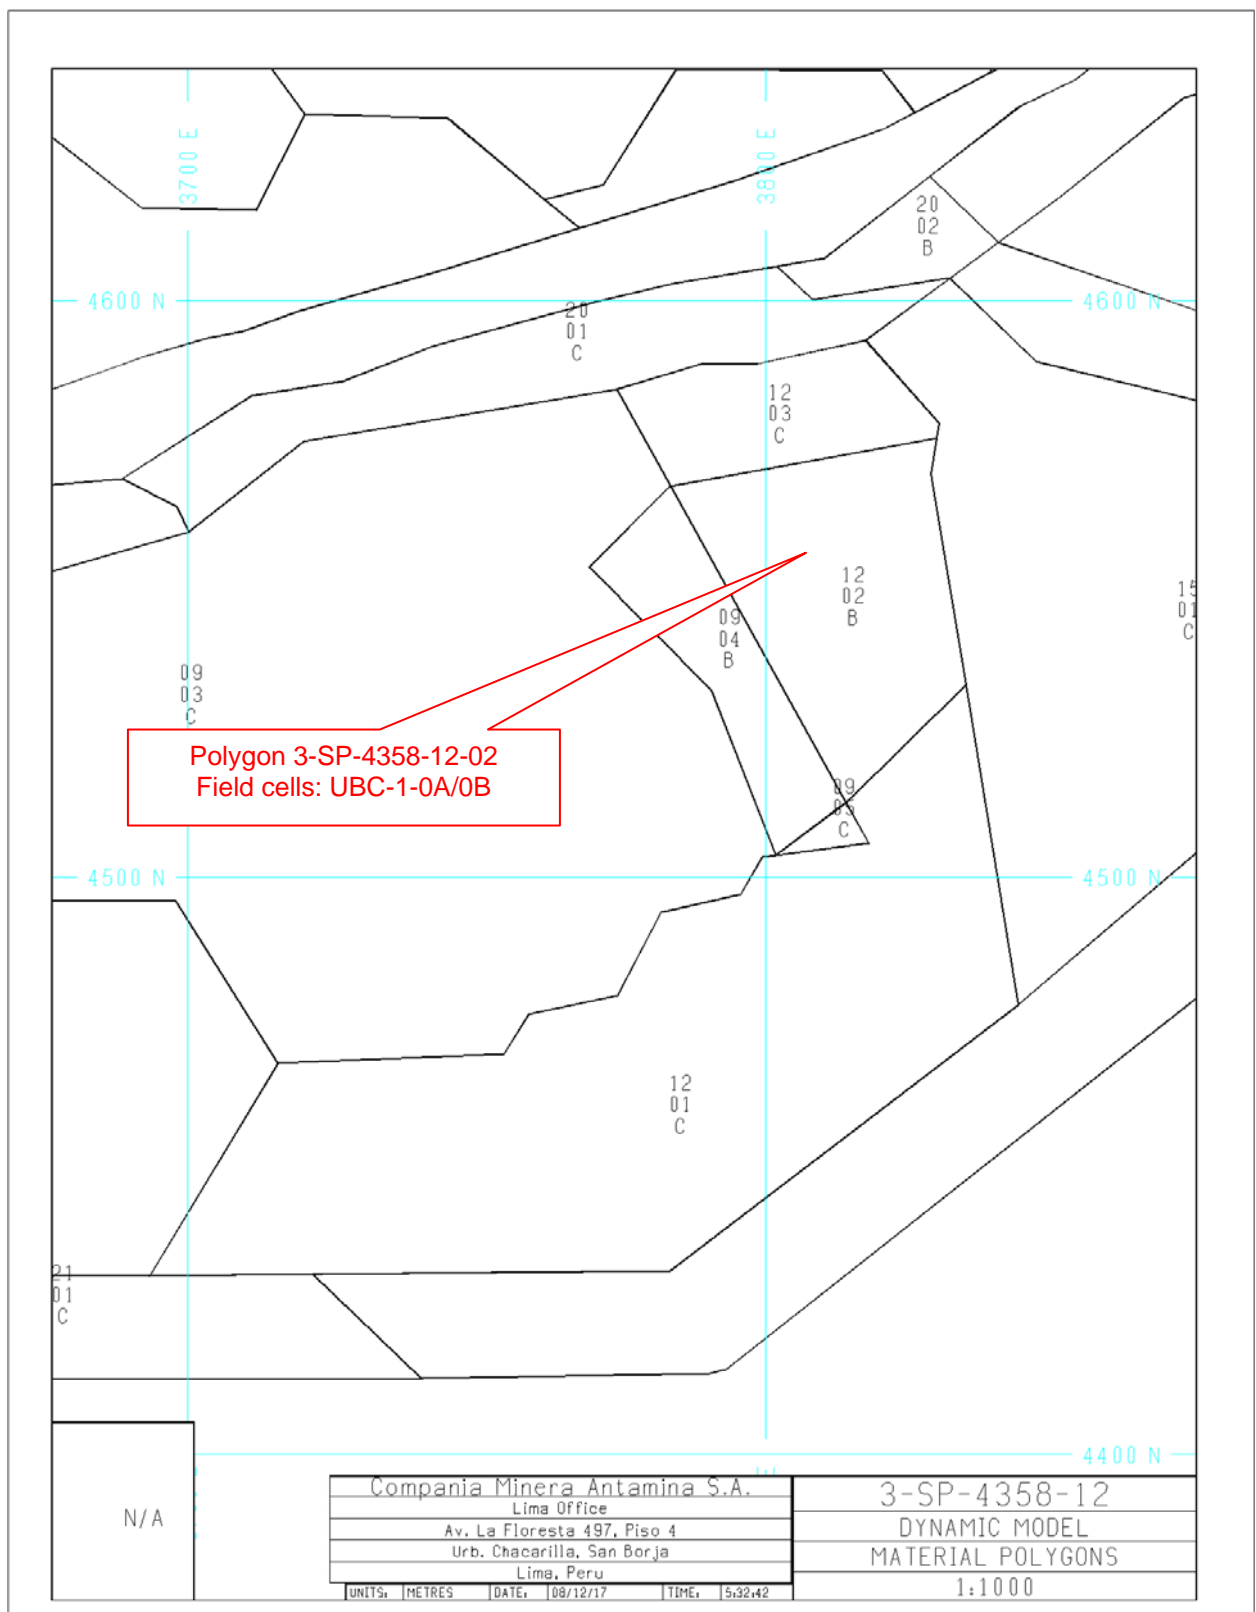 3700 E
3800 E
20
02
B
4600 N
4600 N
20
01
C
12
03
C
12
02
B
15
01
C
09
04
B
09
03
C
Polygon 3-SP-4358-12-02
Field cells: UBC-1-0A/0B
09
03
C
4500 N
4500 N
12
01
C
21
01
C
4400 N
N/A
Compania Minera Antamina S.A.
Lima Office
Av. La Floresta 497, Piso 4
Urb. Chacarilla, San Borja
Lima, Peru
UNITS: METRES DATE: 08/12/17 TIME: 5:32:42
3-SP-4358-12
DYNAMIC MODEL
MATERIAL POLYGONS
1:1000